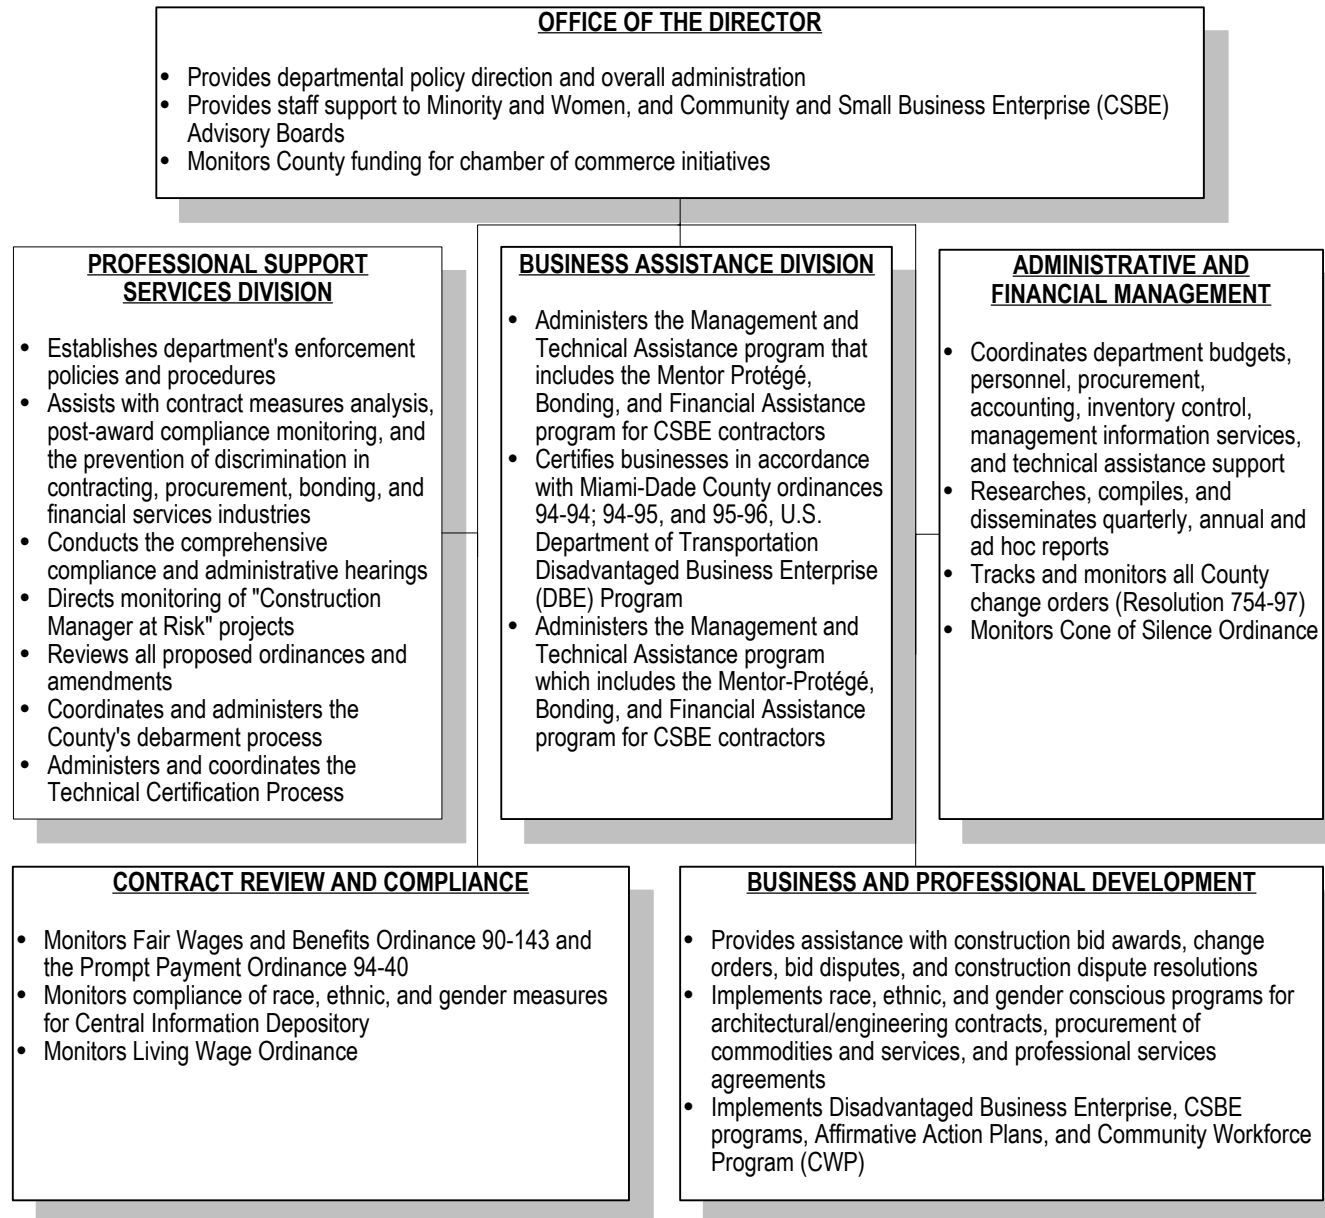 OFFICE OF THE DIRECTOR
• Provides departmental policy direction and overall administration
• Provides staff support to Minority and Women, and Community and Small Business Enterprise (CSBE)
Advisory Boards
• Monitors County funding for chamber of commerce initiatives
PROFESSIONAL SUPPORT
SERVICES DIVISION
• Establishes department's enforcement
policies and procedures
• Assists with contract measures analysis,
post-award compliance monitoring, and
the prevention of discrimination in
contracting, procurement, bonding, and
financial services industries
• Conducts the comprehensive
compliance and administrative hearings
• Directs monitoring of "Construction
Manager at Risk" projects
• Reviews all proposed ordinances and
amendments
• Coordinates and administers the
County's debarment process
• Administers and coordinates the
Technical Certification Process
BUSINESS ASSISTANCE DIVISION
• Administers the Management and
Technical Assistance program that
includes the Mentor Protégé,
Bonding, and Financial Assistance
program for CSBE contractors
• Certifies businesses in accordance
with Miami-Dade County ordinances
94-94; 94-95, and 95-96, U.S.
Department of Transportation
Disadvantaged Business Enterprise
(DBE) Program
• Administers the Management and
Technical Assistance program
which includes the Mentor-Protégé,
Bonding, and Financial Assistance
program for CSBE contractors
ADMINISTRATIVE AND
FINANCIAL MANAGEMENT
• Coordinates department budgets,
personnel, procurement,
accounting, inventory control,
management information services,
and technical assistance support
• Researches, compiles, and
disseminates quarterly, annual and
ad hoc reports
• Tracks and monitors all County
change orders (Resolution 754-97)
• Monitors Cone of Silence Ordinance
CONTRACT REVIEW AND COMPLIANCE
• Monitors Fair Wages and Benefits Ordinance 90-143 and
the Prompt Payment Ordinance 94-40
• Monitors compliance of race, ethnic, and gender measures
for Central Information Depository
• Monitors Living Wage Ordinance
BUSINESS AND PROFESSIONAL DEVELOPMENT
• Provides assistance with construction bid awards, change
orders, bid disputes, and construction dispute resolutions
• Implements race, ethnic, and gender conscious programs for
architectural/engineering contracts, procurement of
commodities and services, and professional services
agreements
• Implements Disadvantaged Business Enterprise, CSBE
programs, Affirmative Action Plans, and Community Workforce
Program (CWP)